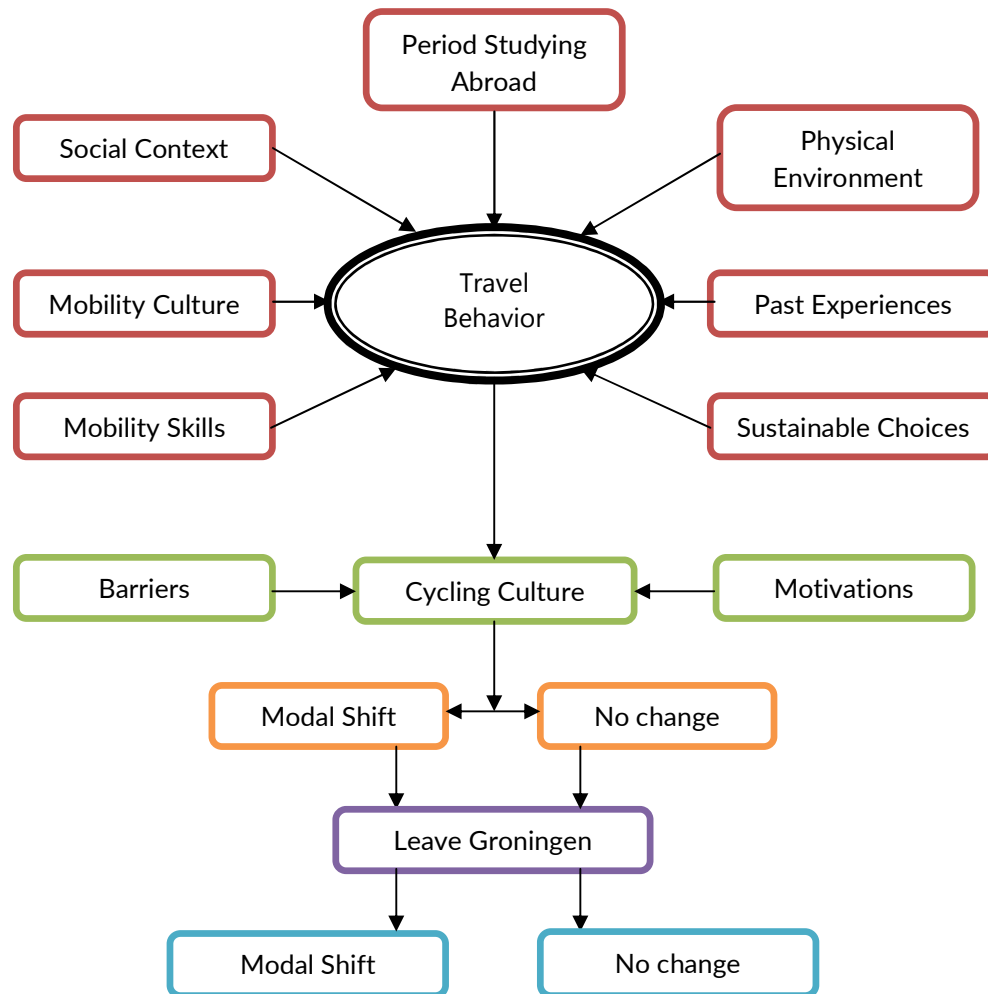 Period Studying
Abroad
Social Context
Physical
Environment
Travel
Behavior
Mobility Culture
Past Experiences
Mobility Skills
Sustainable Choices
Barriers
Cycling Culture
Motivations
Modal Shift
No change
Leave Groningen
Modal Shift
No change